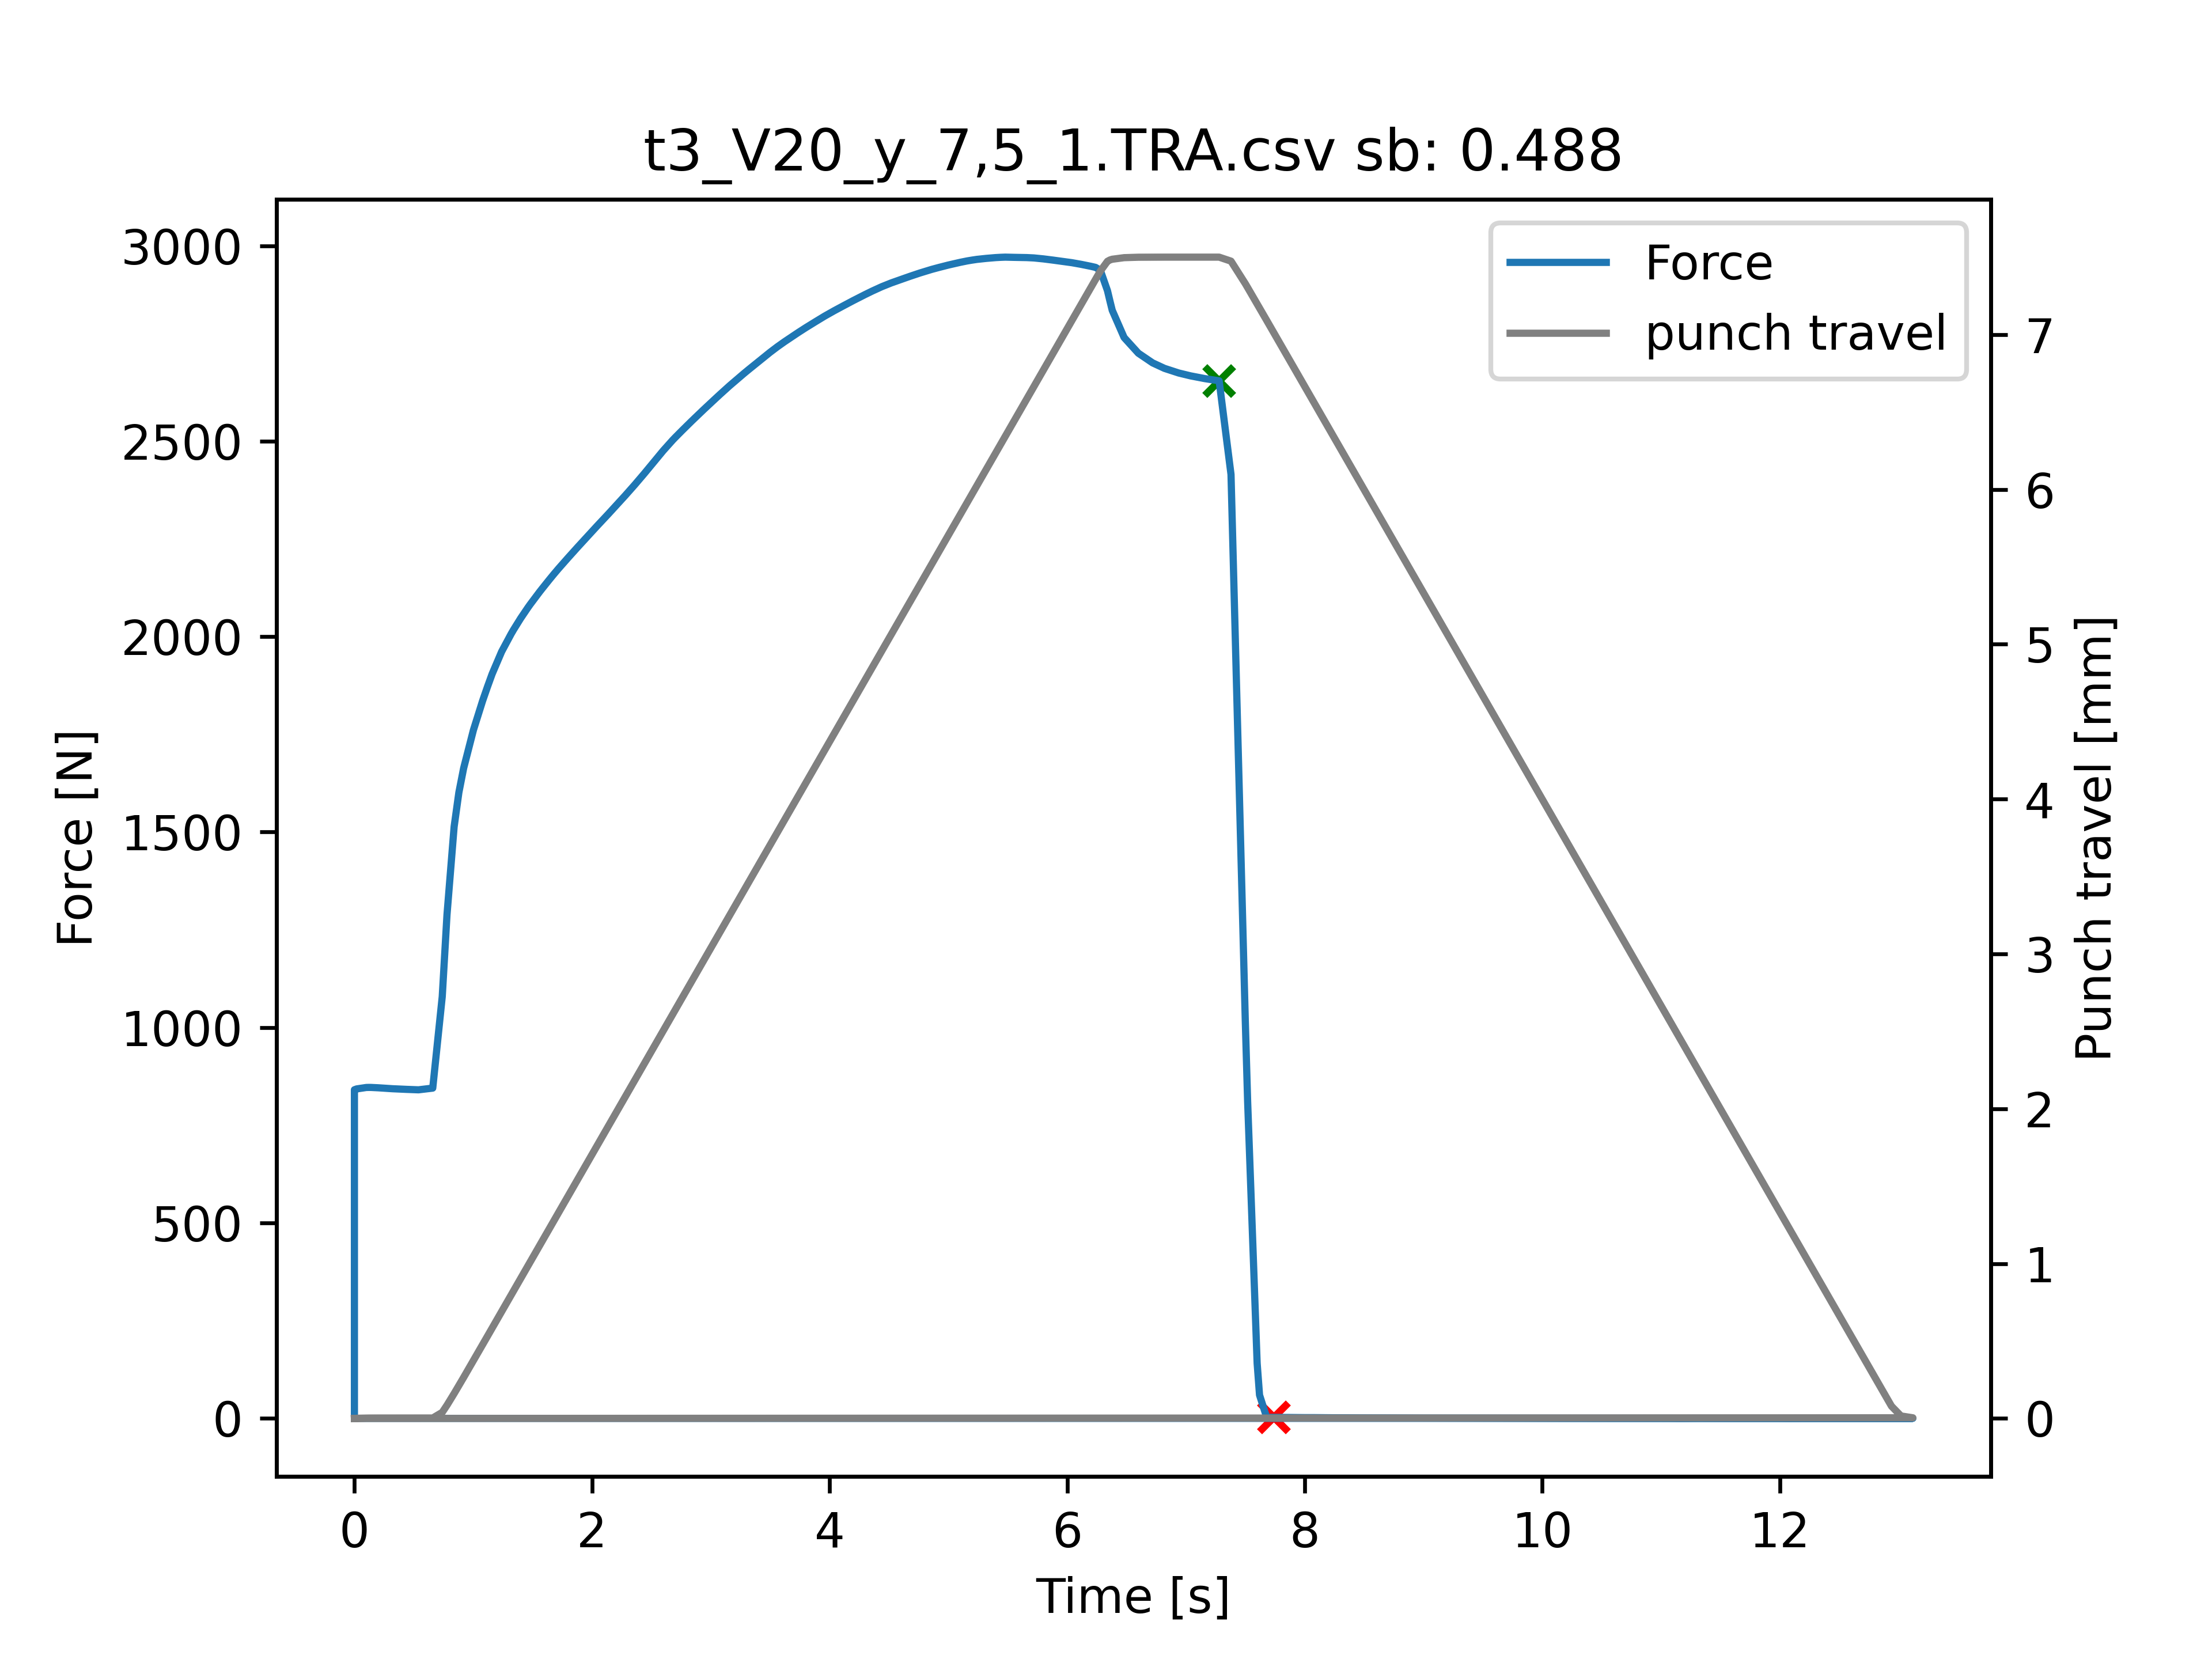 t3_V20_y_7,5_1.TRA.csv sb: 0.488
Force
punch travel
3000
2500
2000
1500
1000
500
0
Force [N]
7
6
5
4
3
2
1
0
Punch travel [mm]
0 2 4 6 8 10 12
Time [s]